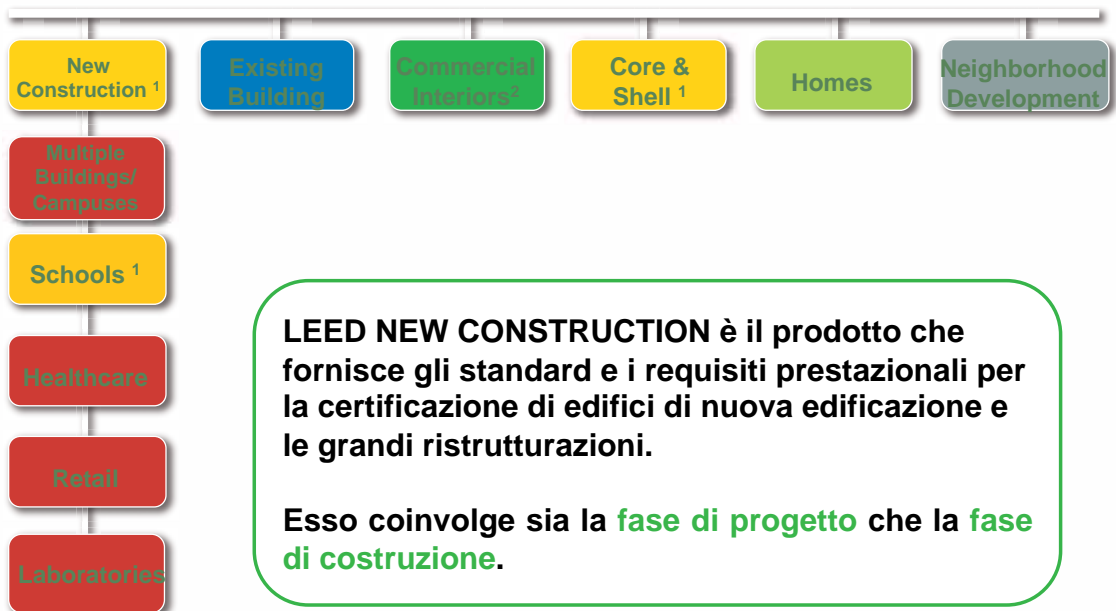 New
Construction ¹
Existing
Building
Commercial
Interiors²
Core &
Shell ¹
Homes
Neighborhood
Development
Multiple
Buildings/
Campuses
Schools ¹
Healthcare
Retail
Laboratories
LEED NEW CONSTRUCTION è il prodotto che
fornisce gli standard e i requisiti prestazionali per
la certificazione di edifici di nuova edificazione e
le grandi ristrutturazioni.
Esso coinvolge sia la fase di progetto che la fase
di costruzione.